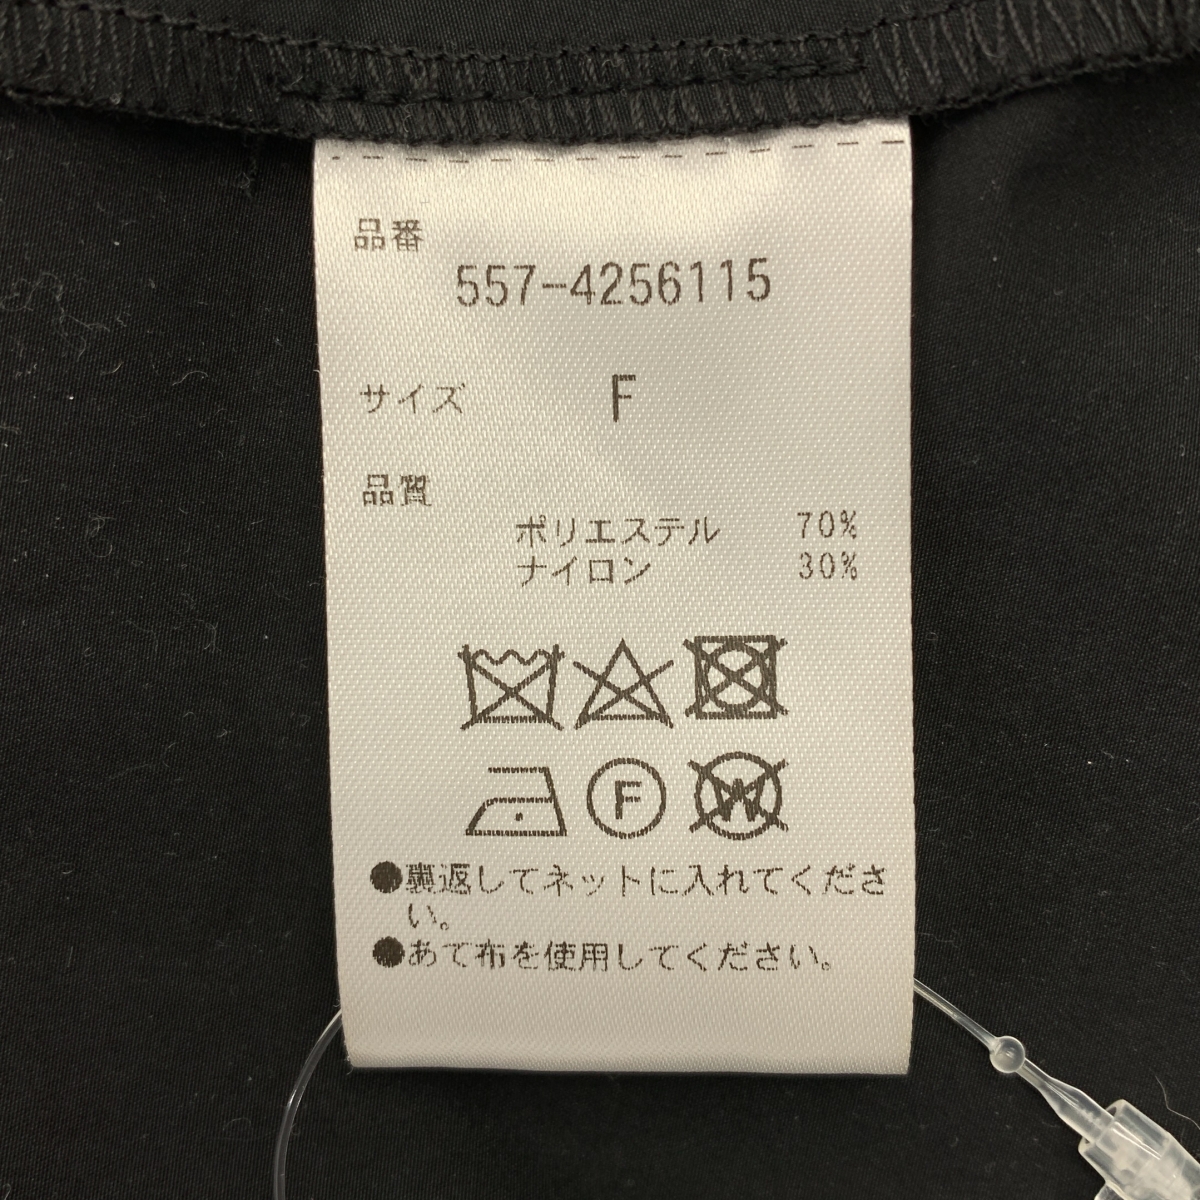 品番
557-4256115
サイズ F
品質
ポリエステル 70%
ナイロン 30%
F W
●裏返してネットに入れてくださ
い。
●あて布を使用してください。